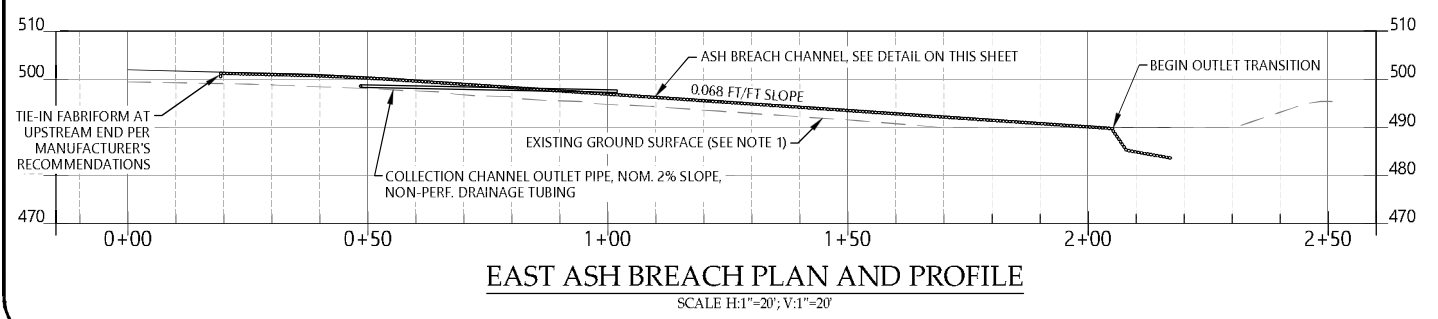 510
510
ASH BREACH CHANNEL, SEE DETAIL ON THIS SHEET
BEGIN OUTLET TRANSITION
500
500
0.068 FT/FT SLOPE
TIE-IN FABRIFORM AT
UPSTREAM END PER
MANUFACTURER'S
RECOMMENDATIONS
490
490
EXISTING GROUND SURFACE (SEE NOTE 1)
COLLECTION CHANNEL OUTLET PIPE, NOM. 2% SLOPE,
NON-PERF. DRAINAGE TUBING
480
470
470
0+00
0+50
1+00
1+50
2+00
2+50
EAST ASH BREACH PLAN AND PROFILE
SCALE H:1"=20'; V:1"=20'